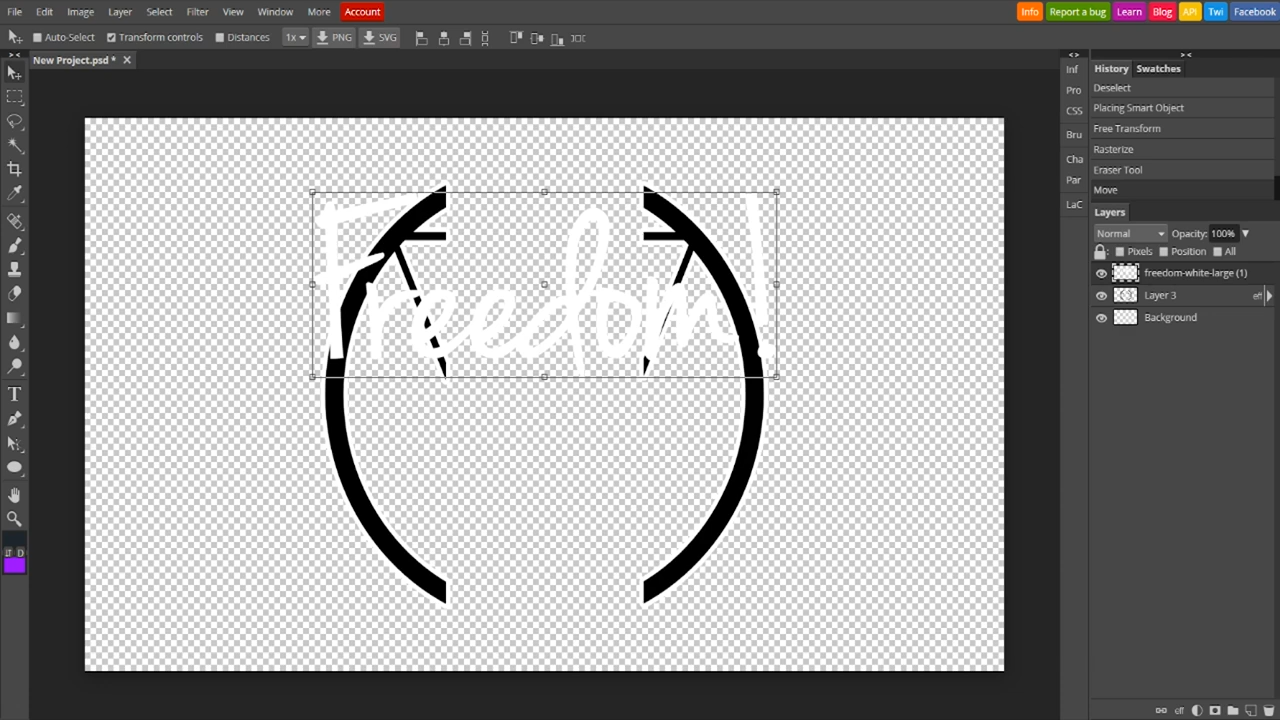 File Edit Image Layer Select Filter View Window More Account Info Report a bug Learn Blog API Twi Facebook
Auto-Select Transform controls Distances 1x PNG SVG
New Project.psd *
Inf
Pro
CSS
Bru
Cha
Par
LaC
History Swatches
Deselect
Placing Smart Object
Free Transform
Rasterize
Eraser Tool
Move
Layers
Normal Opacity: 100%
Pixels Position All
freedom-white-large (1)
Layer 3 eff
Background
Freedom!
D
eff